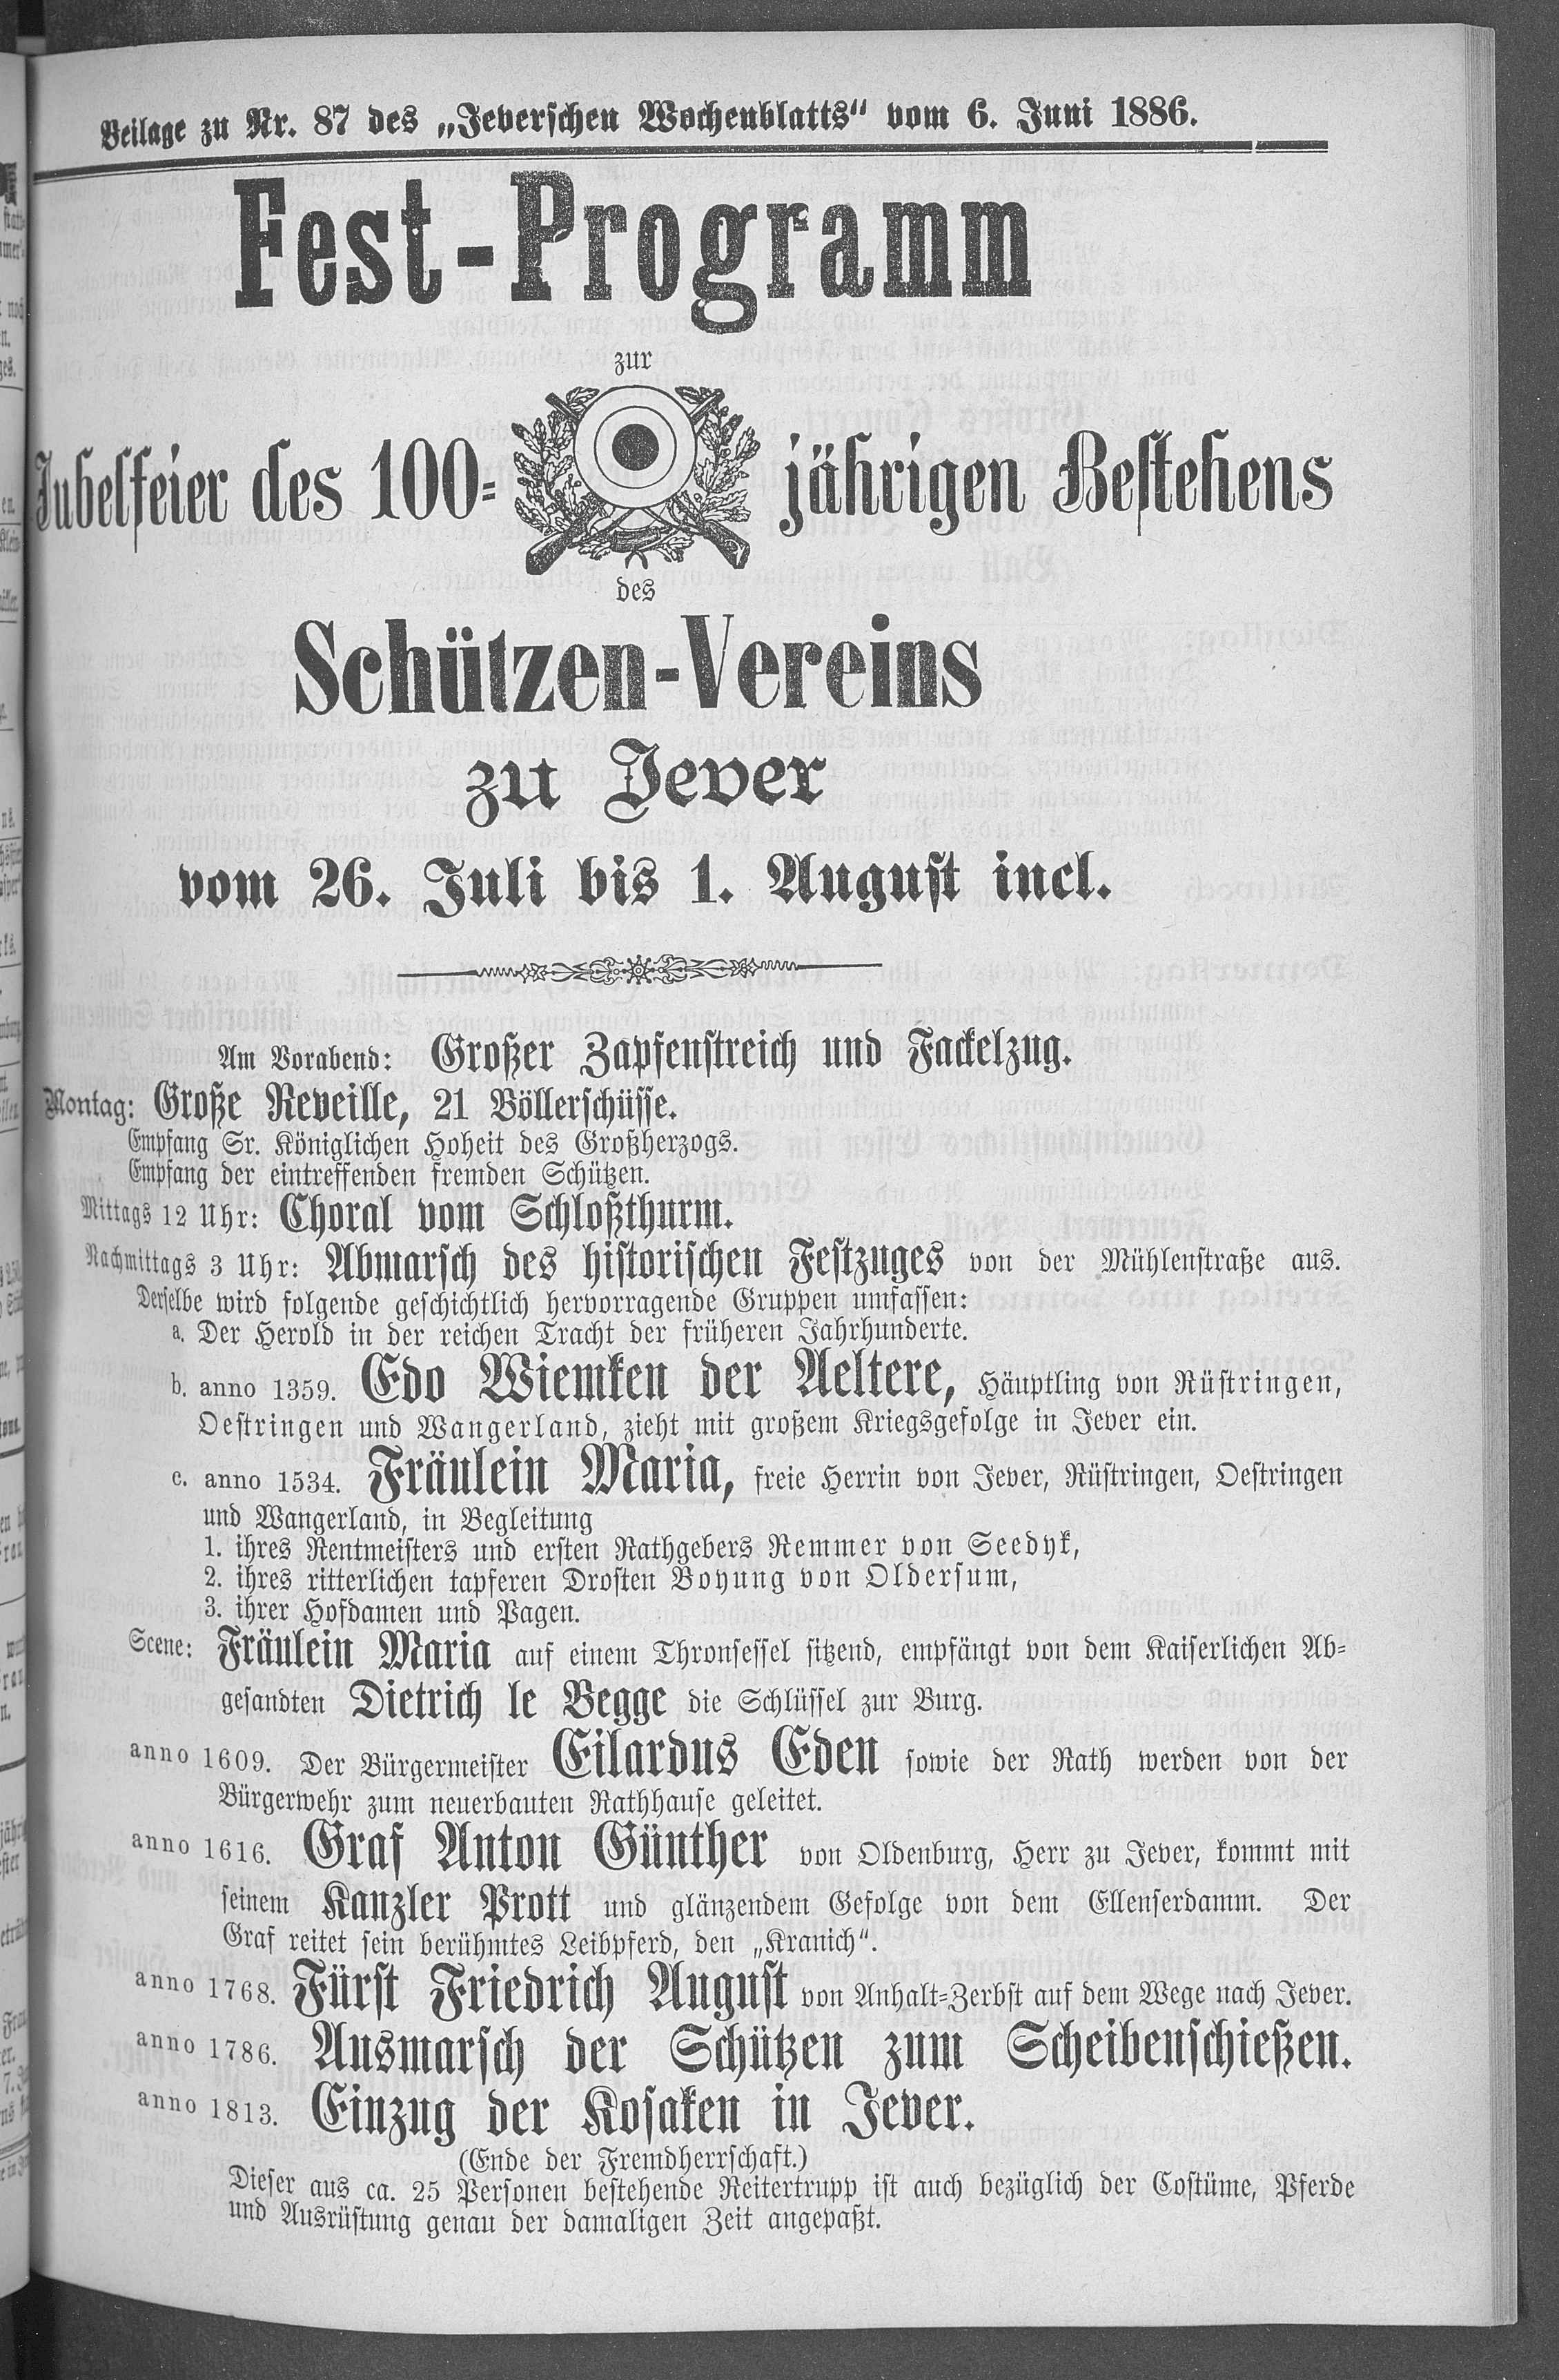 Beilage zu Nr. 87 des „Jeverschen Wochenblatts“ vom 6. Juni 1886.
Fest-Programm
zur
Jubelfeier des 100-jährigen Bestehens
des
Schützen-Vereins
zu Jever
vom 26. Juli bis 1. August incl.
Am Vorabend: Großer Zapfenstreich und Fackelzug.
Montag: Große Reveille, 21 Böllerschüsse.
Empfang Sr. Königlichen Hoheit des Großherzogs.
Empfang der eintreffenden fremden Schützen.
Mittags 12 Uhr: Choral vom Schloßthurm.
Nachmittags 3 Uhr: Abmarsch des historischen Festzuges von der Mühlenstraße aus.
Derselbe wird folgende geschichtlich hervorragende Gruppen umfassen:
a. Der Herold in der reichen Tracht der früheren Jahrhunderte.
b. anno 1359. Edo Wiemken der Aeltere, Häuptling von Rüstringen,
Oestringen und Wangerland, zieht mit großem Kriegsgefolge in Jever ein.
c. anno 1534. Fräulein Maria, freie Herrin von Jever, Rüstringen, Oestringen
und Wangerland, in Begleitung
1. ihres Rentmeisters und ersten Rathgebers Remmer von Seedyk,
2. ihres ritterlichen tapferen Drosten Boyung von Oldersum,
3. ihrer Hofdamen und Pagen.
Scene: Fräulein Maria auf einem Thronsessel sitzend, empfängt von dem Kaiserlichen Ab-
gesandten Dietrich le Begge die Schlüssel zur Burg.
anno 1609. Der Bürgermeister Eilardus Eden sowie der Rath werden von der
Bürgerwehr zum neuerbauten Rathhause geleitet.
anno 1616. Graf Anton Günther von Oldenburg, Herr zu Jever, kommt mit
seinem Kanzler Prott und glänzendem Gefolge von dem Ellenserdamm. Der
Graf reitet sein berühmtes Leibpferd, den „Kranich“.
anno 1768. Fürst Friedrich August von Anhalt-Zerbst auf dem Wege nach Jever.
anno 1786. Ausmarsch der Schützen zum Scheibenschießen.
anno 1813. Einzug der Kosaken in Jever.
(Ende der Fremdherrschaft.)
Dieser aus ca. 25 Personen bestehende Reitertrupp ist auch bezüglich der Costüme, Pferde
und Ausrüstung genau der damaligen Zeit angepaßt.